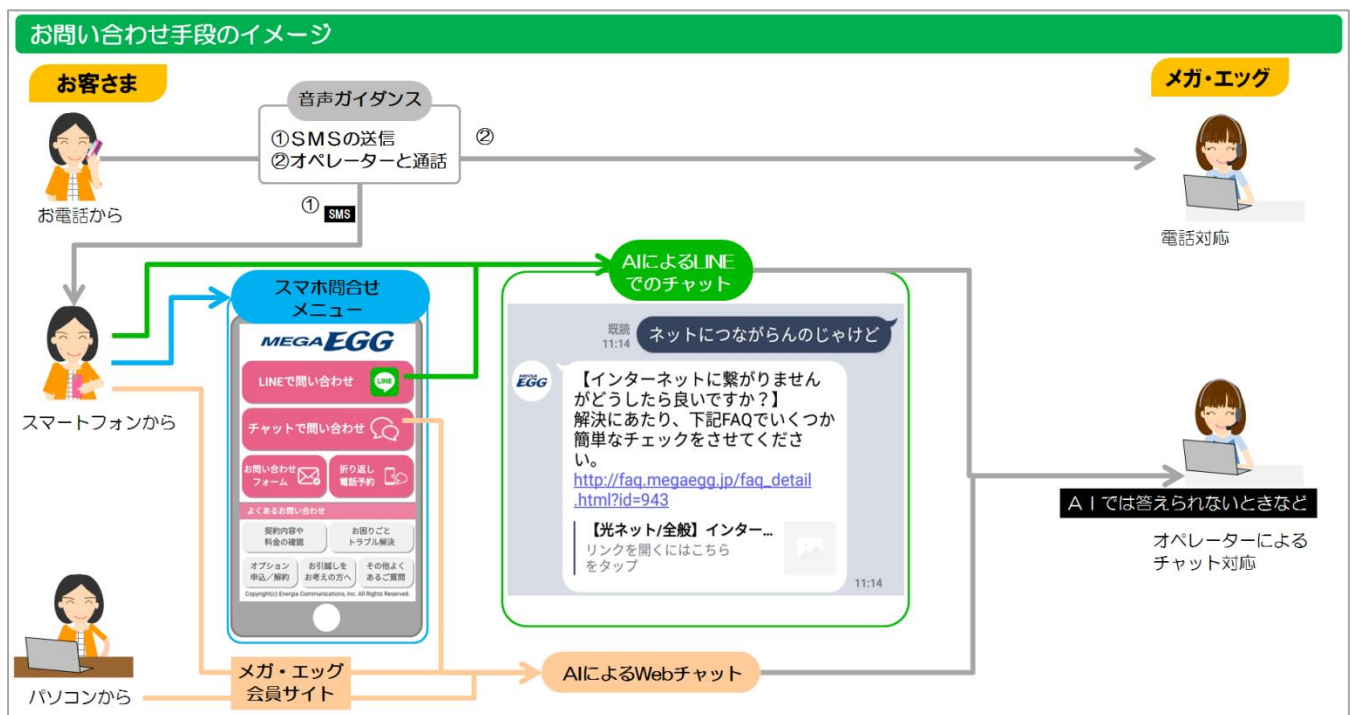 お問い合わせ手段のイメージ
お客さま
メガ・エッグ
音声ガイダンス
①SMSの送信
②オペレーターと通話
②
お電話から
① SMS
電話対応
AIによるLINE
でのチャット
スマホ問合せ
メニュー
MEGA EGG
LINEで問い合わせ
LINE
チャットで問い合わせ
お問い合わせ
フォーム
折り返し
電話予約
よくあるお問い合わせ
契約内容や
料金の確認
お困りごと
トラブル解決
オプション
申込/解約
お引越しを
お考えの方へ
その他よく
あるご質問
Copyright(c) Energia Communications, Inc. All Rights Reserved.
既読
11:14
ネットにつながらんのじゃけど
MEGA EGG
【インターネットに繋がりません
がどうしたら良いですか？】
解決にあたり、下記FAQでいくつか
簡単なチェックをさせてくださ
い。
http://faq.megaegg.jp/faq_detail
.html?id=943
【光ネット/全般】インター...
リンクを開くにはこちら
をタップ
11:14
スマートフォンから
AIでは答えられないときなど
オペレーターによる
チャット対応
メガ・エッグ
会員サイト
AIによるWebチャット
パソコンから